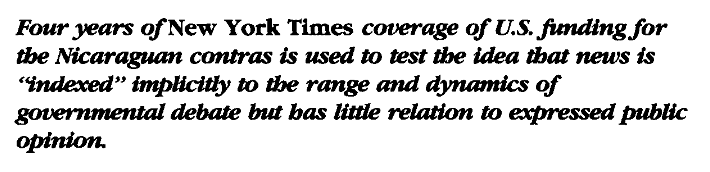 Four years of New York Times coverage of U.S. funding for
the Nicaraguan contras is used to test the idea that news is
“indexed” implicitly to the range and dynamics of
governmental debate but has little relation to expressed public
opinion.